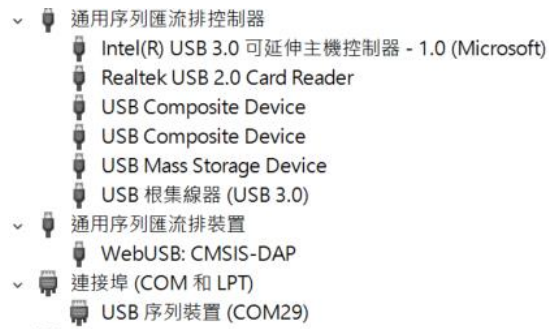 通用序列匯流排控制器
Intel(R) USB 3.0 可延伸主機控制器 - 1.0 (Microsoft)
Realtek USB 2.0 Card Reader
USB Composite Device
USB Composite Device
USB Mass Storage Device
USB 根集線器 (USB 3.0)
通用序列匯流排裝置
WebUSB: CMSIS-DAP
連接埠 (COM 和 LPT)
USB 序列裝置 (COM29)